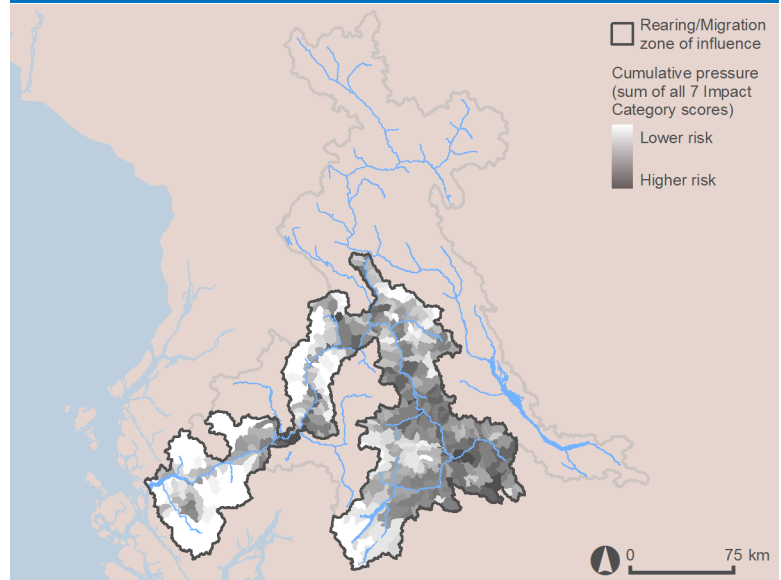 Rearing/Migration
zone of influence
Cumulative pressure
(sum of all 7 Impact
Category scores)
Lower risk
Higher risk
0 75 km